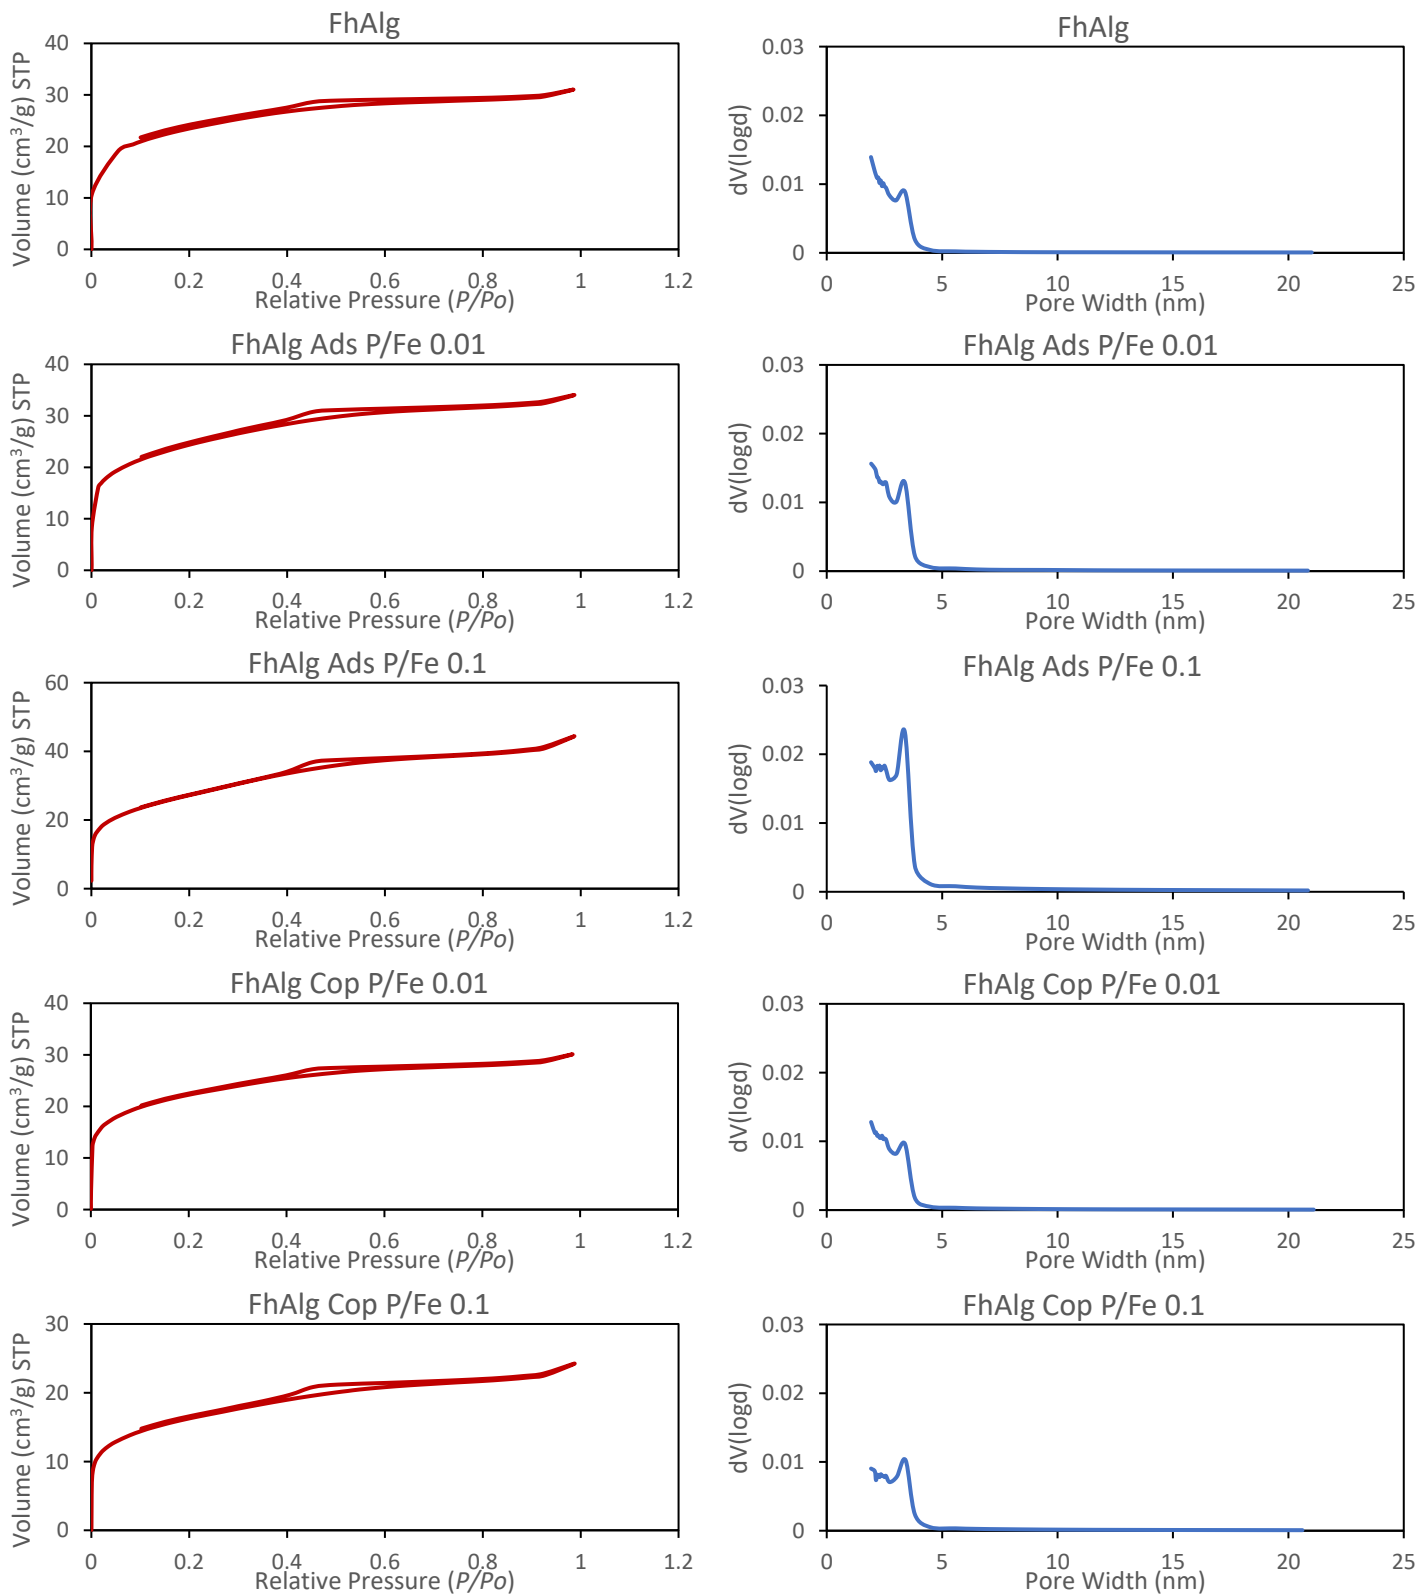 FhAlg
Volume (cm³/g) STP
40
30
20
10
0
0 0.2 0.4 0.6 0.8 1 1.2
Relative Pressure (P/Po)
FhAlg
dV(logd)
0.03
0.02
0.01
0
0 5 10 15 20 25
Pore Width (nm)
FhAlg Ads P/Fe 0.01
Volume (cm³/g) STP
40
30
20
10
0
0 0.2 0.4 0.6 0.8 1 1.2
Relative Pressure (P/Po)
FhAlg Ads P/Fe 0.01
dV(logd)
0.03
0.02
0.01
0
0 5 10 15 20 25
Pore Width (nm)
FhAlg Ads P/Fe 0.1
Volume (cm³/g) STP
60
40
20
0
0 0.2 0.4 0.6 0.8 1 1.2
Relative Pressure (P/Po)
FhAlg Ads P/Fe 0.1
dV(logd)
0.03
0.02
0.01
0
0 5 10 15 20 25
Pore Width (nm)
FhAlg Cop P/Fe 0.01
Volume (cm³/g) STP
40
30
20
10
0
0 0.2 0.4 0.6 0.8 1 1.2
Relative Pressure (P/Po)
FhAlg Cop P/Fe 0.01
dV(logd)
0.03
0.02
0.01
0
0 5 10 15 20 25
Pore Width (nm)
FhAlg Cop P/Fe 0.1
Volume (cm³/g) STP
30
20
10
0
0 0.2 0.4 0.6 0.8 1 1.2
Relative Pressure (P/Po)
FhAlg Cop P/Fe 0.1
dV(logd)
0.03
0.02
0.01
0
0 5 10 15 20 25
Pore Width (nm)